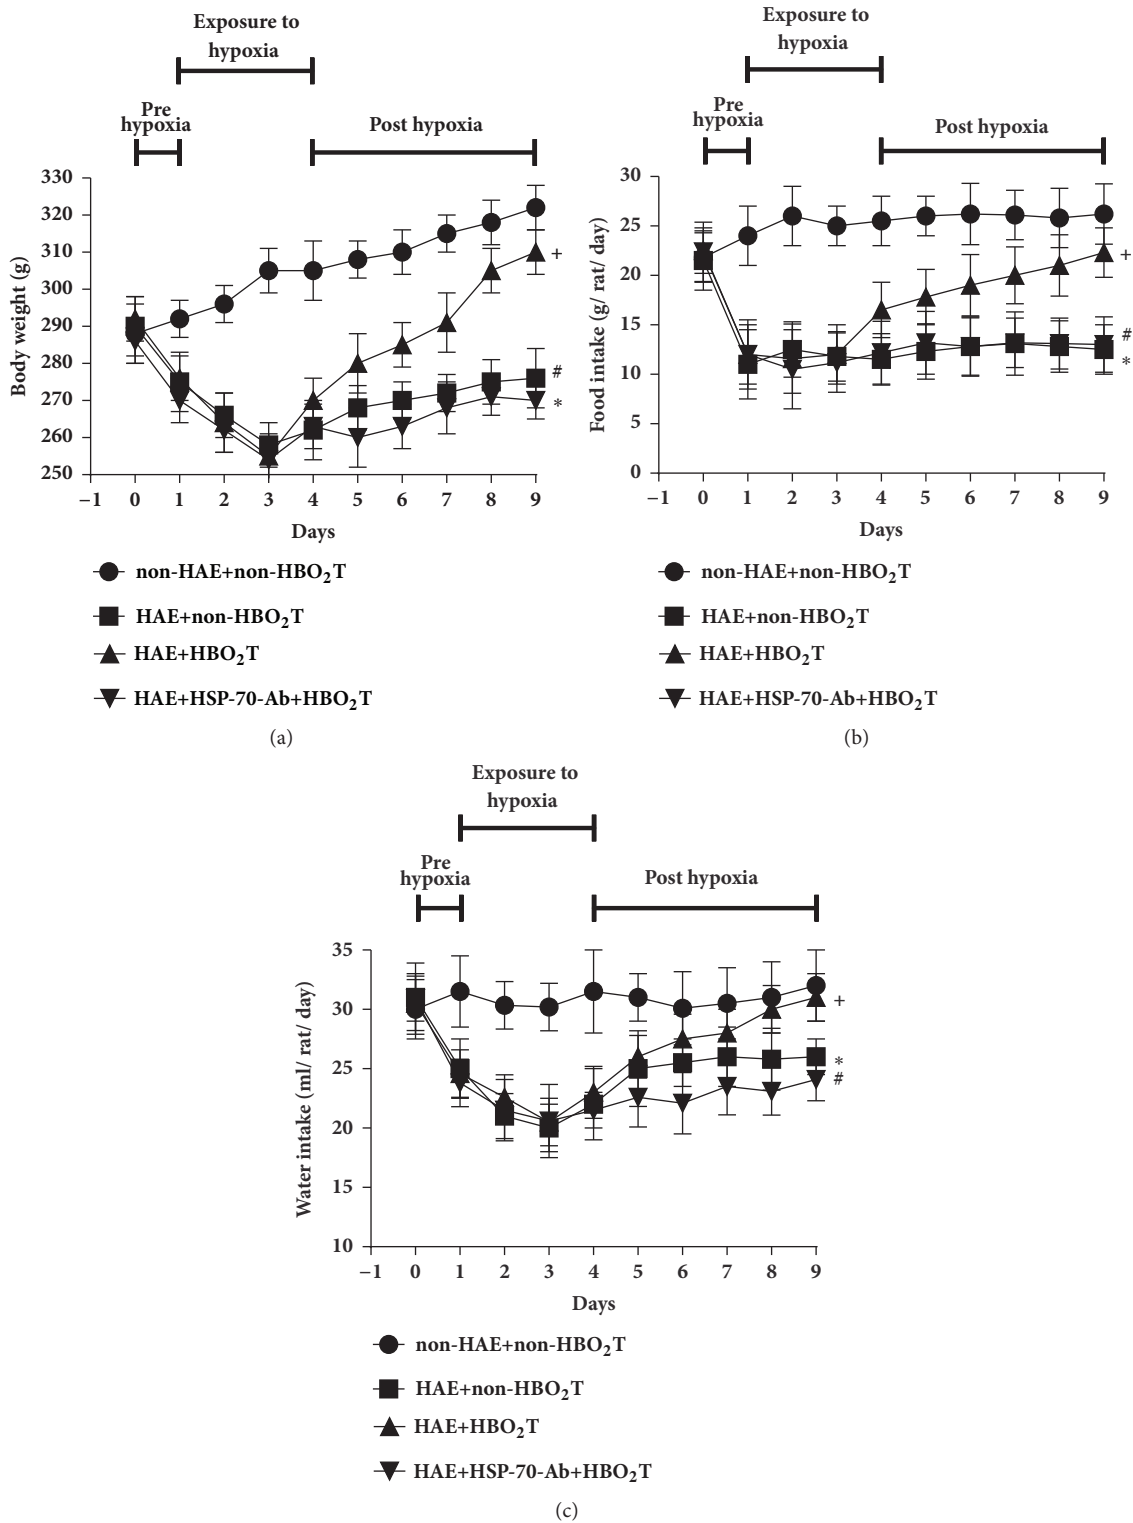 Exposure to
hypoxia
Pre
hypoxia
Post hypoxia
330
320
310
300
290
280
270
260
250
Body weight (g)
+
#
*
−1 0 1 2 3 4 5 6 7 8 9
Days
non-HAE+non-HBO2T
HAE+non-HBO2T
HAE+HBO2T
HAE+HSP-70-Ab+HBO2T
(a)
Exposure to
hypoxia
Pre
hypoxia
Post hypoxia
30
25
20
15
10
5
0
Food intake (g/ rat/ day)
+
#
*
−1 0 1 2 3 4 5 6 7 8 9
Days
non-HAE+non-HBO2T
HAE+non-HBO2T
HAE+HBO2T
HAE+HSP-70-Ab+HBO2T
(b)
Exposure to
hypoxia
Pre
hypoxia
Post hypoxia
35
30
25
20
15
10
Water intake (ml/ rat/ day)
+
*
#
−1 0 1 2 3 4 5 6 7 8 9
Days
non-HAE+non-HBO2T
HAE+non-HBO2T
HAE+HBO2T
HAE+HSP-70-Ab+HBO2T
(c)